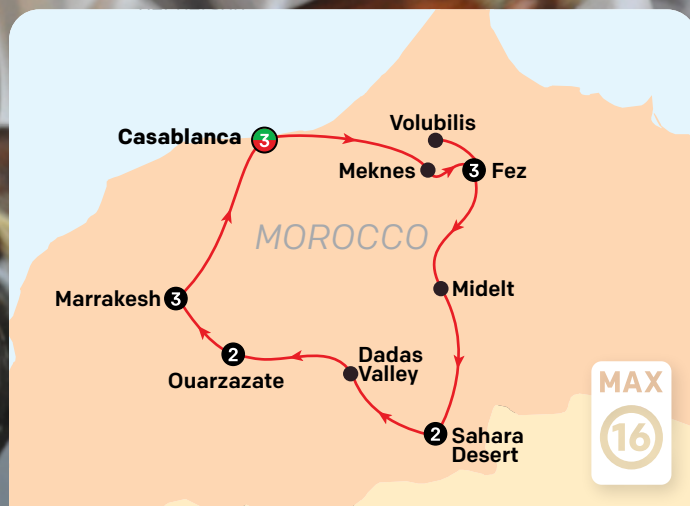 Volubilis
Casablanca 3
Meknes 3 Fez
MOROCCO
Midelt
Marrakesh 3
2
Ouarzazate
Dadas
Valley
2 Sahara
Desert
MAX
16